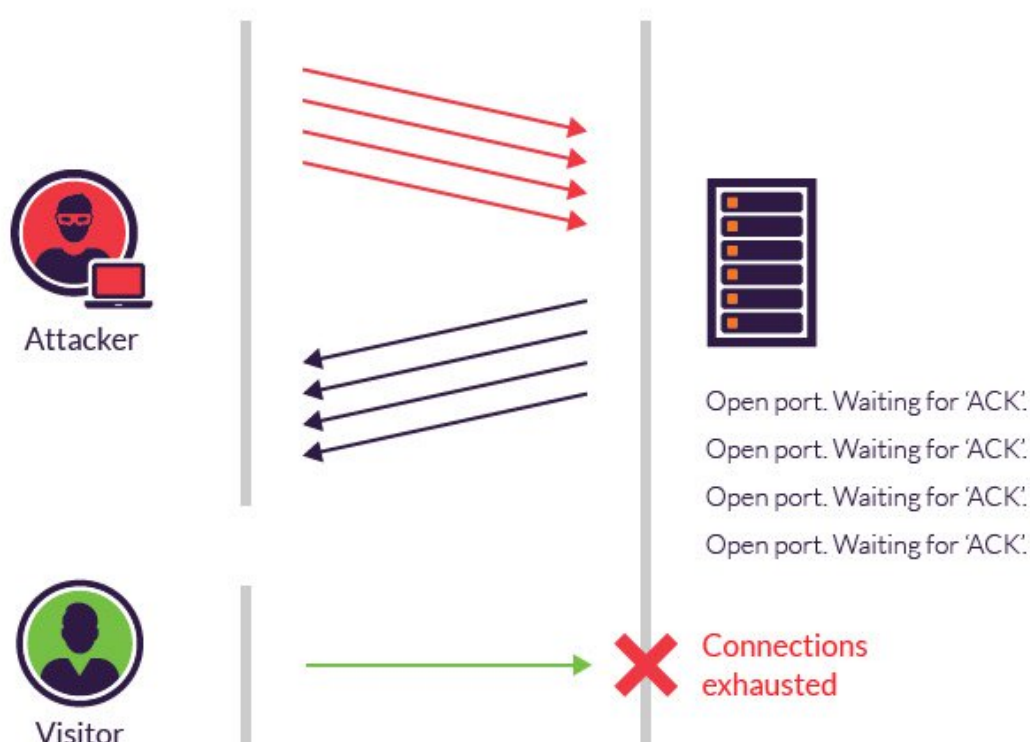 Attacker
Open port. Waiting for ‘ACK’.
Open port. Waiting for ‘ACK’.
Open port. Waiting for ‘ACK’.
Open port. Waiting for ‘ACK’.
Visitor
Connections
exhausted